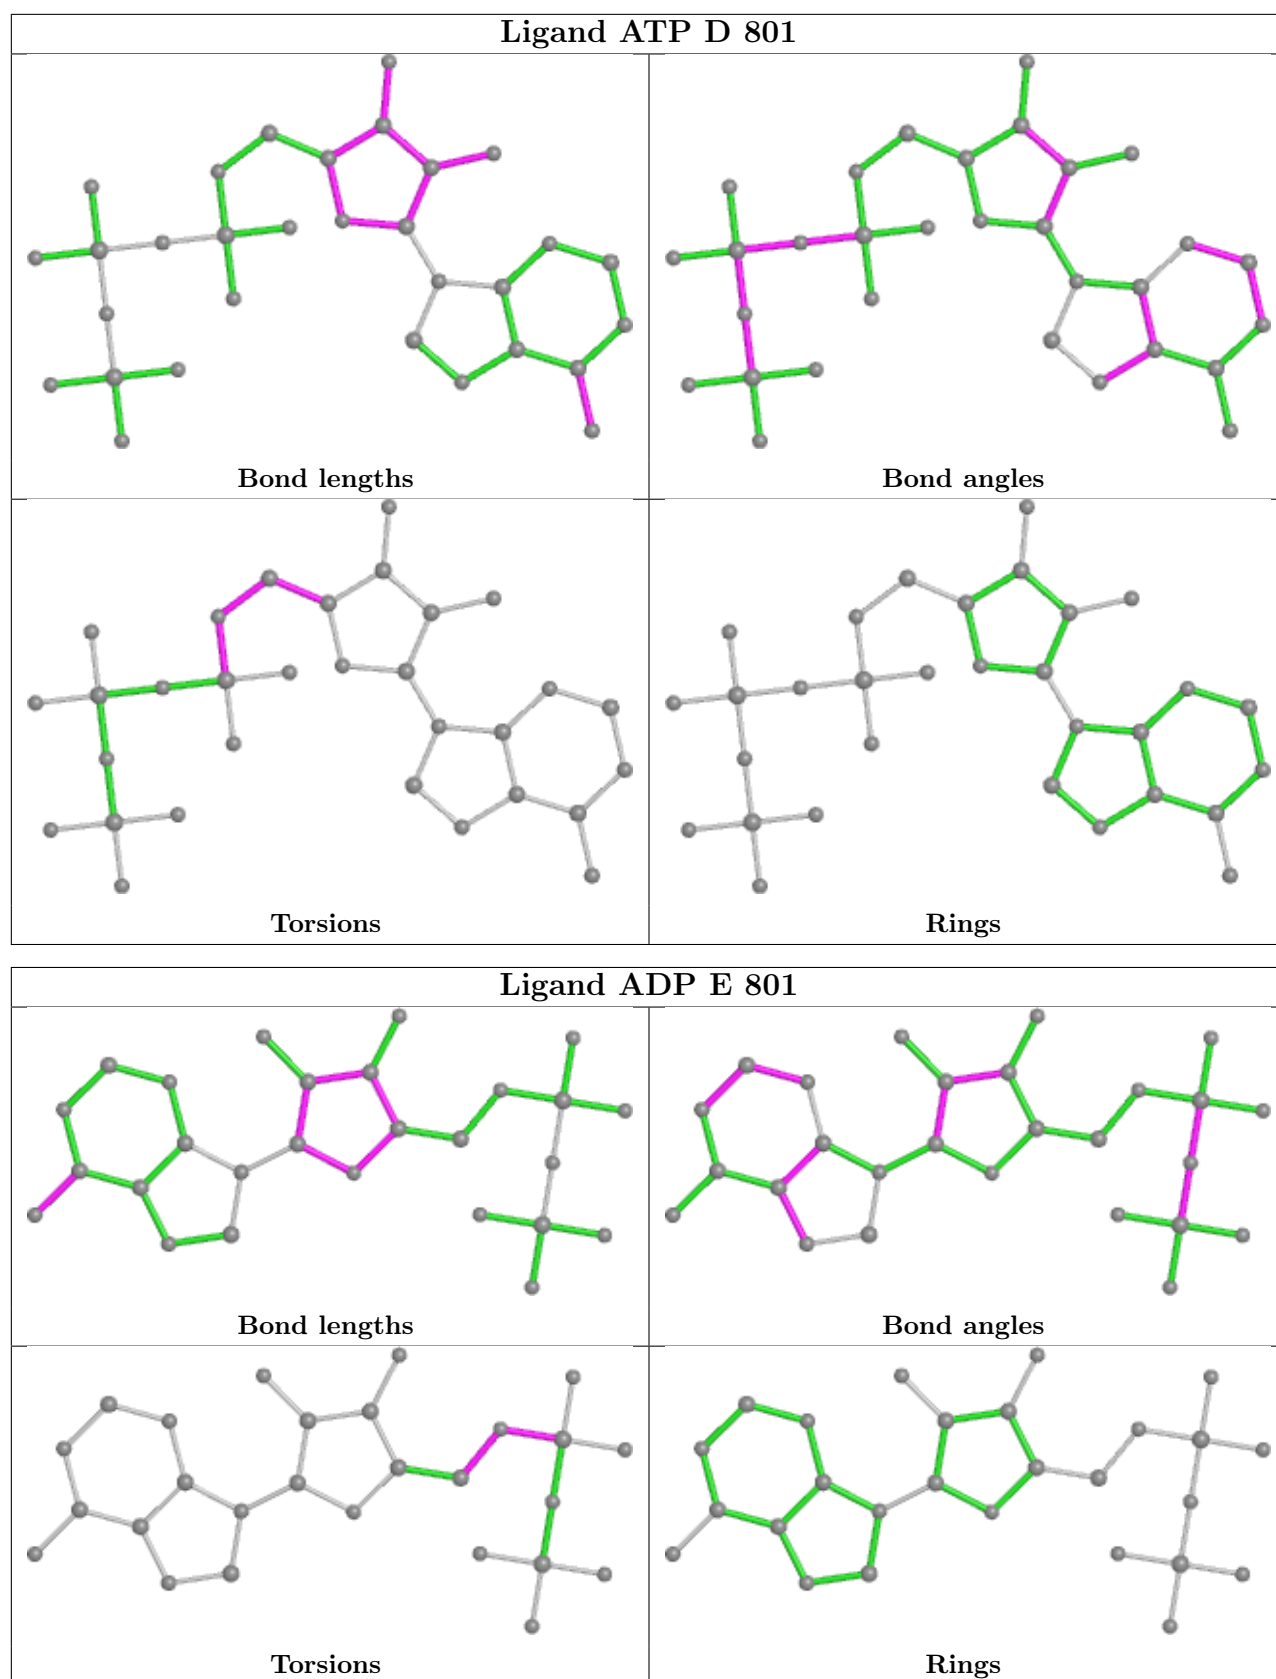 Ligand ATP D 801
Bond lengths
Bond angles
Torsions
Rings
Ligand ADP E 801
Bond lengths
Bond angles
Torsions
Rings